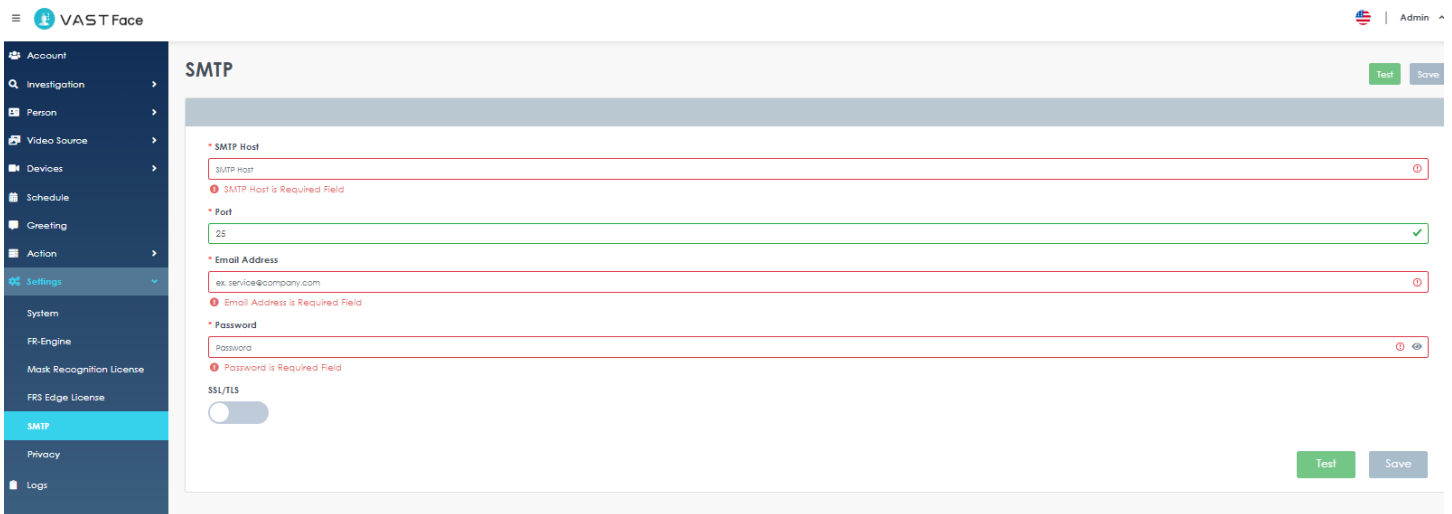 VAST Face
Admin
Account
Investigation
Person
Video Source
Devices
Schedule
Greeting
Action
Settings
System
FR-Engine
Mask Recognition License
FRS Edge License
SMTP
Privacy
Logs
SMTP
Test Save
* SMTP Host
SMTP Host
SMTP Host is Required Field
* Port
25
* Email Address
ex. service@company.com
Email Address is Required Field
* Password
Password
Password is Required Field
SSL/TLS
Test Save